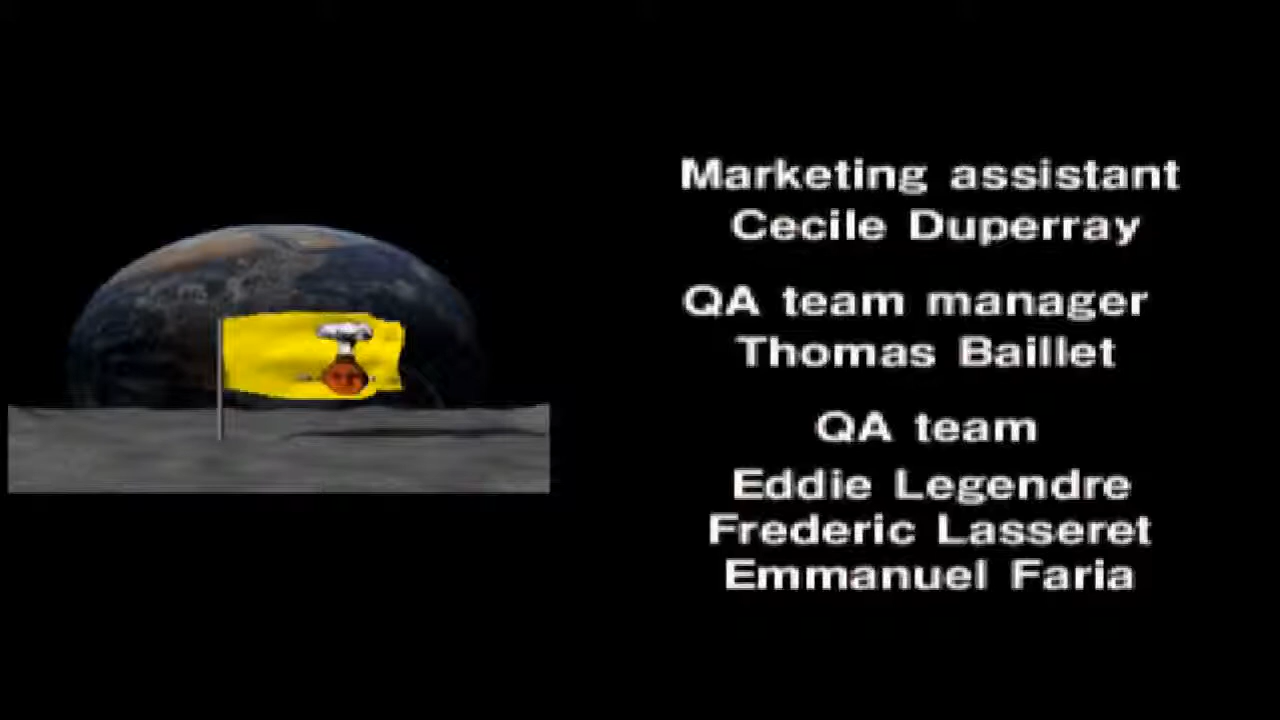 Marketing assistant
Cecile Duperray
QA team manager
Thomas Baillet
QA team
Eddie Legendre
Frederic Lasseret
Emmanuel Faria